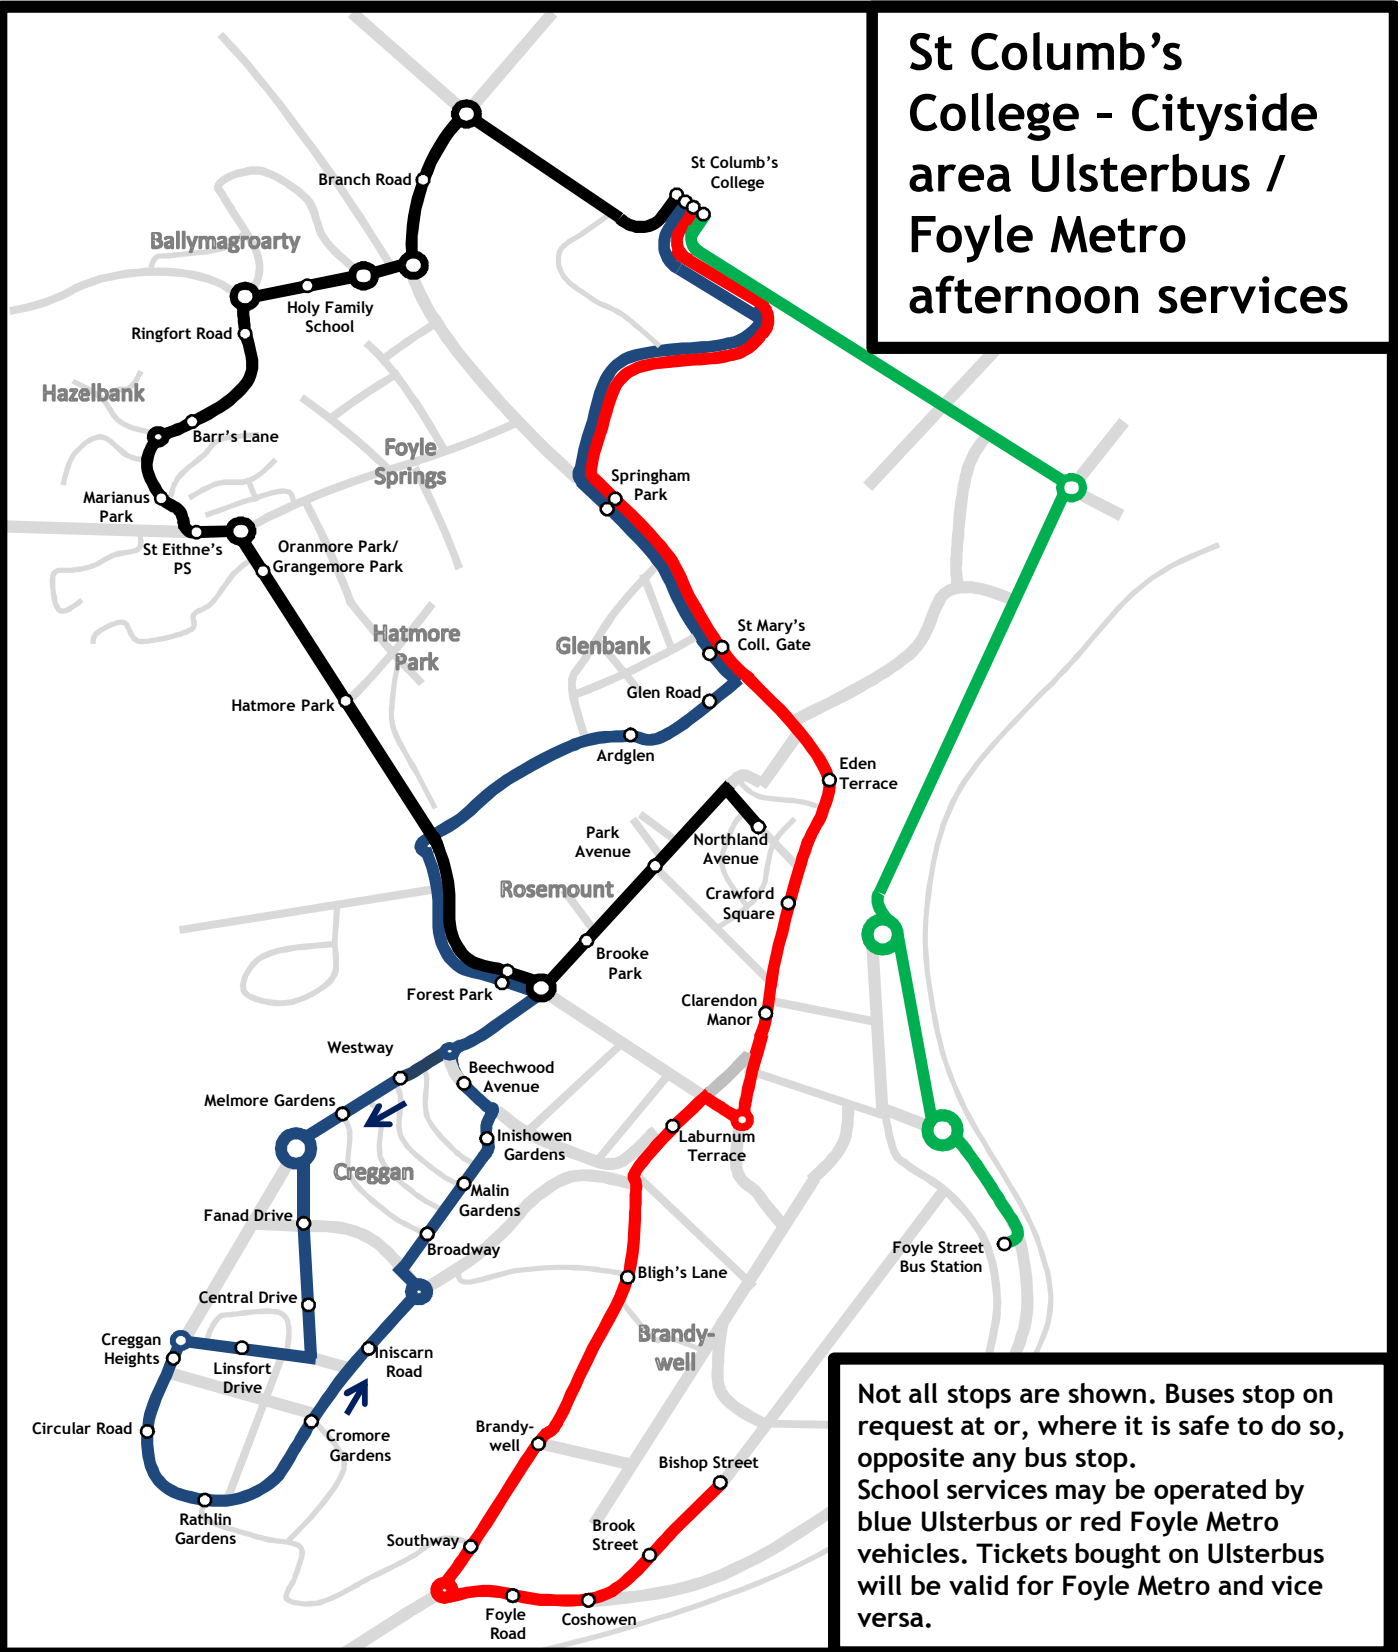 St Columb’s
College – Cityside
area Ulsterbus /
Foyle Metro
afternoon services
St Columb’s
College
Branch Road
Ballymagroarty
Holy Family
School
Ringfort Road
Hazelbank
Barr’s Lane
Foyle
Springs
Marianus
Park
Springham
Park
St Eithne’s
PS
Oranmore Park/
Grangemore Park
Hatmore
Park
Glenbank
St Mary’s
Coll. Gate
Glen Road
Hatmore Park
Ardglen
Eden
Terrace
Park
Avenue
Northland
Avenue
Rosemount
Crawford
Square
Brooke
Park
Forest Park
Clarendon
Manor
Westway
Beechwood
Avenue
Melmore Gardens
Inishowen
Gardens
Laburnum
Terrace
Creggan
Malin
Gardens
Fanad Drive
Broadway
Foyle Street
Bus Station
Bligh’s Lane
Central Drive
Creggan
Heights
Linsfort
Drive
Iniscarn
Road
Brandy-
well
Circular Road
Cromore
Gardens
Brandy-
well
Bishop Street
Rathlin
Gardens
Southway
Brook
Street
Foyle
Road
Coshowen
Not all stops are shown. Buses stop on
request at or, where it is safe to do so,
opposite any bus stop.
School services may be operated by
blue Ulsterbus or red Foyle Metro
vehicles. Tickets bought on Ulsterbus
will be valid for Foyle Metro and vice
versa.